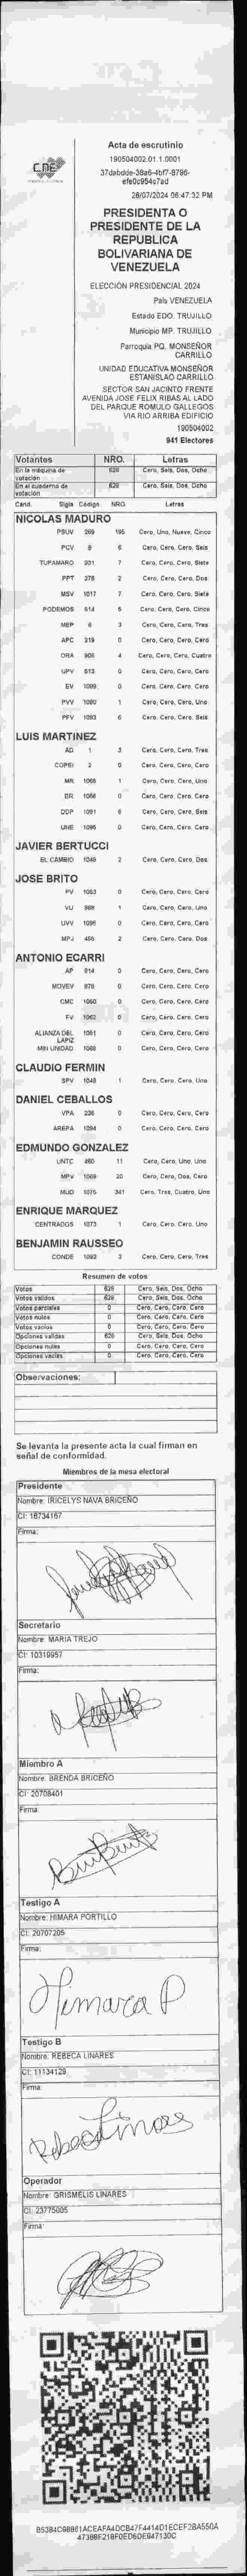 CNE
Acta de escrutinio
190504002.01.1.0001
37dabdde-38a6-4bf7-8796-
efe0c954c7ad
28/07/2024 06:47:32 PM
PRESIDENTA O
PRESIDENTE DE LA
REPUBLICA
BOLIVARIANA DE
VENEZUELA
ELECCIÓN PRESIDENCIAL 2024
País VENEZUELA
Estado EDO. TRUJILLO
Municipio MP. TRUJILLO
Parroquia PQ. MONSEÑOR
CARRILLO
UNIDAD EDUCATIVA MONSEÑOR
ESTANISLAO CARRILLO
SECTOR SAN JACINTO FRENTE
AVENIDA JOSE FELIX RIBAS AL LADO
DEL PARQUE ROMULO GALLEGOS
VIA RIO ARRIBA EDIFICIO
190504002
941 Electores
Votantes NRO. Letras
En la máquina de votación 628 Cero, Seis, Dos, Ocho
En el cuaderno de votación 628 Cero, Seis, Dos, Ocho
Cand. Sigla Código NRO. Letras
NICOLAS MADURO
PSUV 269 195 Cero, Uno, Nueve, Cinco
PCV 9 6 Cero, Cero, Cero, Seis
TUPAMARO 931 7 Cero, Cero, Cero, Siete
PPT 276 2 Cero, Cero, Cero, Dos
MSV 1017 7 Cero, Cero, Cero, Siete
PODEMOS 614 5 Cero, Cero, Cero, Cinco
MEP 6 3 Cero, Cero, Cero, Tres
APC 219 0 Cero, Cero, Cero, Cero
ORA 905 4 Cero, Cero, Cero, Cuatro
UPV 613 0 Cero, Cero, Cero, Cero
EV 1099 0 Cero, Cero, Cero, Cero
PVV 1090 1 Cero, Cero, Cero, Uno
PFV 1093 6 Cero, Cero, Cero, Seis
LUIS MARTINEZ
AD 1 3 Cero, Cero, Cero, Tres
COPEI 2 0 Cero, Cero, Cero, Cero
MR 1065 1 Cero, Cero, Cero, Uno
BR 1056 0 Cero, Cero, Cero, Cero
DDP 1091 6 Cero, Cero, Cero, Seis
UNE 1095 0 Cero, Cero, Cero, Cero
JAVIER BERTUCCI
EL CAMBIO 1049 2 Cero, Cero, Cero, Dos
JOSE BRITO
PV 1053 0 Cero, Cero, Cero, Cero
VU 969 1 Cero, Cero, Cero, Uno
UVV 1096 0 Cero, Cero, Cero, Cero
MPJ 456 2 Cero, Cero, Cero, Dos
ANTONIO ECARRI
AP 814 0 Cero, Cero, Cero, Cero
MOVEV 976 0 Cero, Cero, Cero, Cero
CMC 1060 0 Cero, Cero, Cero, Cero
FV 1062 0 Cero, Cero, Cero, Cero
ALIANZA DEL LAPIZ 1051 0 Cero, Cero, Cero, Cero
MIN UNIDAD 1069 0 Cero, Cero, Cero, Cero
CLAUDIO FERMIN
SPV 1049 1 Cero, Cero, Cero, Uno
DANIEL CEBALLOS
VPA 236 0 Cero, Cero, Cero, Cero
AREPA 1094 0 Cero, Cero, Cero, Cero
EDMUNDO GONZALEZ
UNTC 460 11 Cero, Cero, Uno, Uno
MPV 1069 20 Cero, Cero, Dos, Cero
MUD 1076 341 Cero, Tres, Cuatro, Uno
ENRIQUE MARQUEZ
CENTRADOS 1073 1 Cero, Cero, Cero, Uno
BENJAMIN RAUSSEO
CONDE 1092 3 Cero, Cero, Cero, Tres
Resumen de votos
Votos 628 Cero, Seis, Dos, Ocho
Votos válidos 628 Cero, Seis, Dos, Ocho
Votos parciales 0 Cero, Cero, Cero, Cero
Votos nulos 0 Cero, Cero, Cero, Cero
Votos vacíos 0 Cero, Cero, Cero, Cero
Opciones válidas 628 Cero, Seis, Dos, Ocho
Opciones nulas 0 Cero, Cero, Cero, Cero
Opciones vacías 0 Cero, Cero, Cero, Cero
Observaciones:
Se levanta la presente acta la cual firman en
señal de conformidad.
Miembros de la mesa electoral
Presidente
Nombre: IRICELYS NAVA BRICEÑO
CI: 18734167
Firma:
Secretario
Nombre: MARIA TREJO
CI: 10319957
Firma:
Miembro A
Nombre: BRENDA BRICEÑO
CI: 20708401
Firma:
Testigo A
Nombre: HIMARA PORTILLO
CI: 20707205
Firma:
Himara P
Testigo B
Nombre: REBECA LINARES
CI: 11134129
Firma:
Rebeca Linares
Operador
Nombre: GRISMELIS LINARES
CI: 23775005
Firma:
B5384C98861ACEAFA4DCB47F4414D1ECEF2BA550A
47388F218F0ED6DE947130C